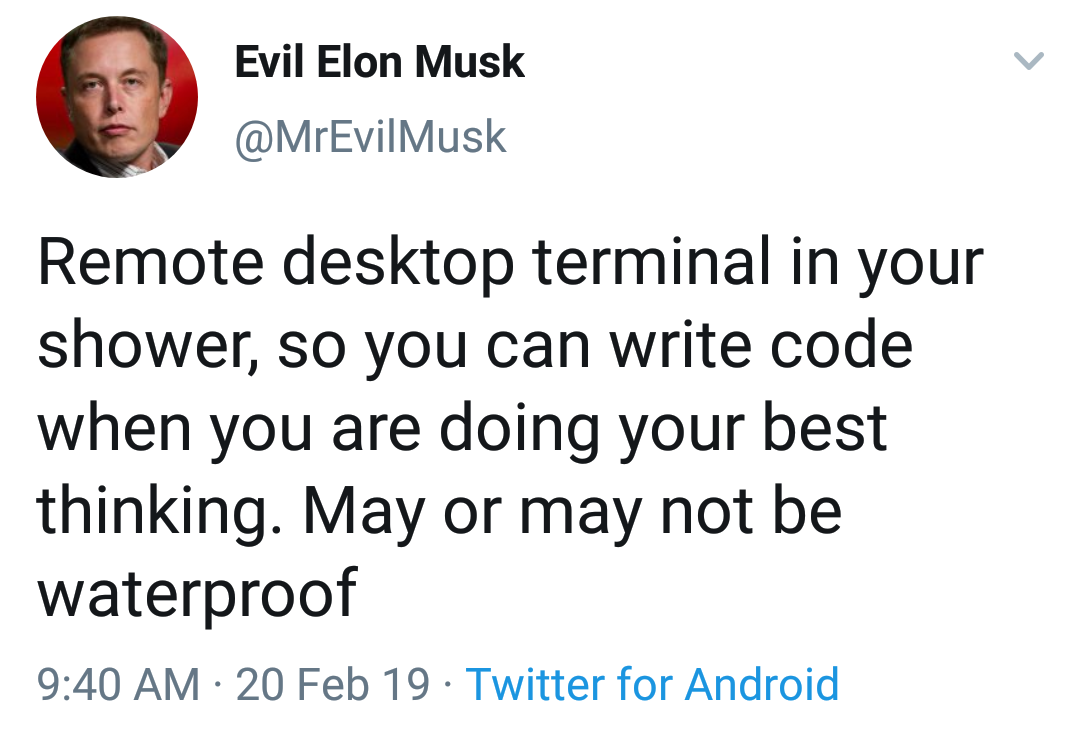 Evil Elon Musk
@MrEvilMusk
Remote desktop terminal in your
shower, so you can write code
when you are doing your best
thinking. May or may not be
waterproof
9:40 AM · 20 Feb 19 · Twitter for Android